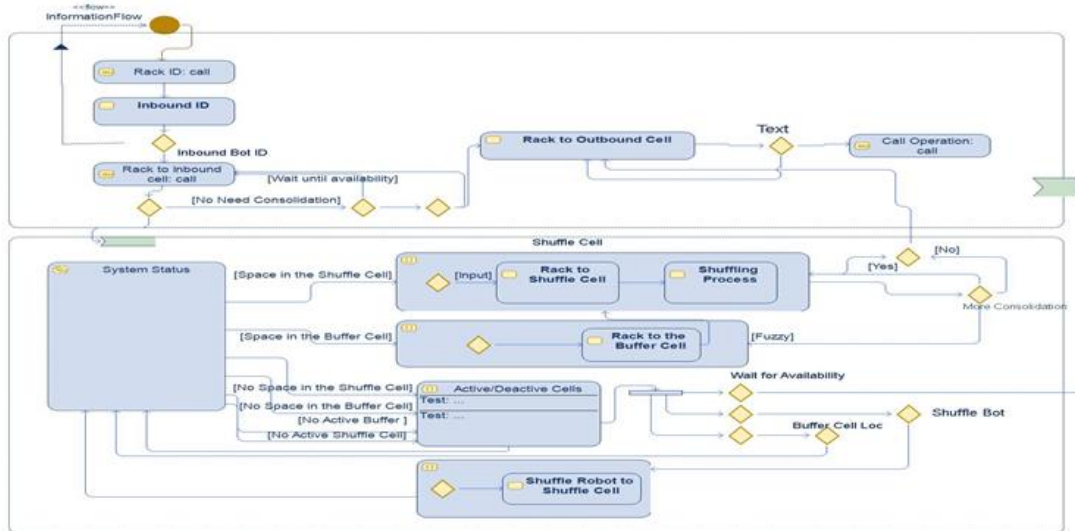 <<flow>>
InformationFlow
Rack ID: call
Inbound ID
Inbound Bot ID
Rack to Inbound
cell: call
[Wait until availability]
[No Need Consolidation]
Rack to Outbound Cell
Text
Call Operation:
call
Shuffle Cell
System Status
[Space in the Shuffle Cell]
[Input]
Rack to
Shuffle Cell
Shuffling
Process
[No]
[Yes]
More Consolidation
[Space in the Buffer Cell]
Rack to the
Buffer Cell
[Fuzzy]
[No Space in the Shuffle Cell]
[No Space in the Buffer Cell]
[No Active Buffer ]
[No Active Shuffle Cell]
Active/Deactive Cells
Test: ...
Test: ...
Wait for Availability
Shuffle Bot
Buffer Cell Loc
Shuffle Robot to
Shuffle Cell